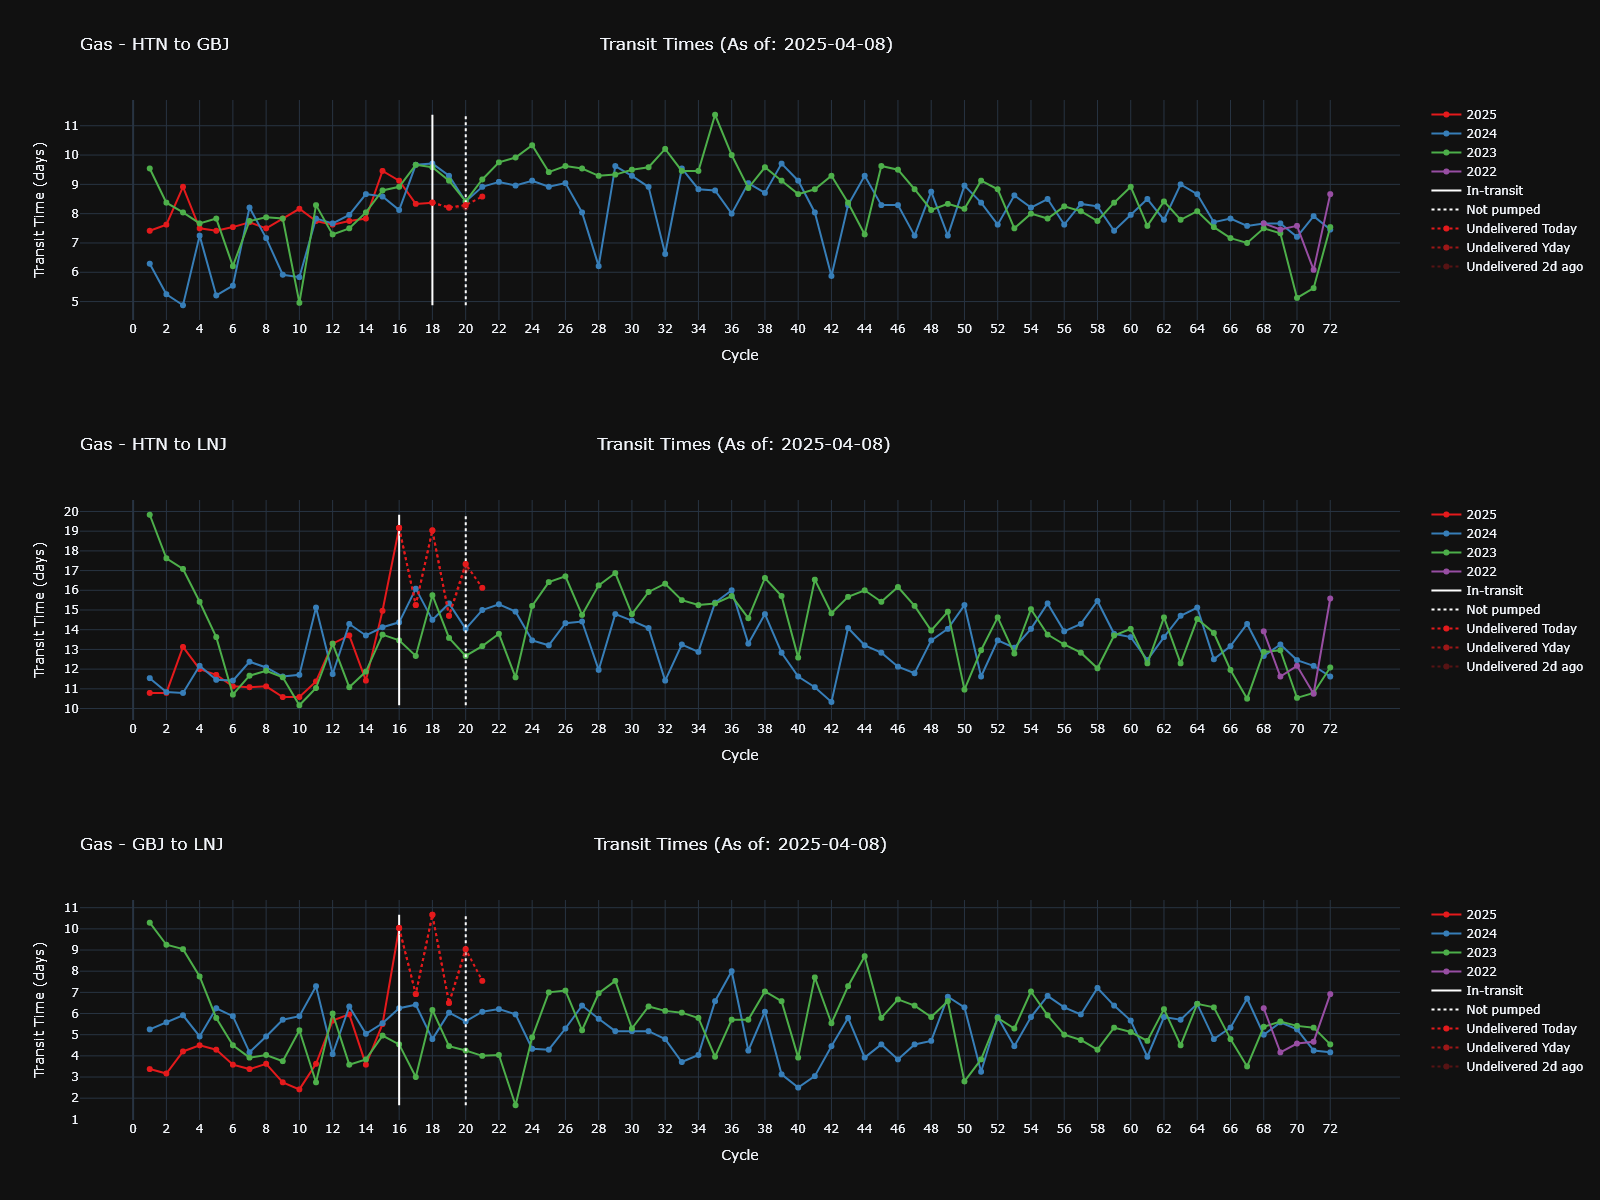 Gas - HTN to GBJ
Transit Times (As of: 2025-04-08)
Transit Time (days)
11
10
9
8
7
6
5
0 2 4 6 8 10 12 14 16 18 20 22 24 26 28 30 32 34 36 38 40 42 44 46 48 50 52 54 56 58 60 62 64 66 68 70 72
Cycle
2025
2024
2023
2022
In-transit
Not pumped
Undelivered Today
Undelivered Yday
Undelivered 2d ago
Gas - HTN to LNJ
Transit Times (As of: 2025-04-08)
Transit Time (days)
20
19
18
17
16
15
14
13
12
11
10
0 2 4 6 8 10 12 14 16 18 20 22 24 26 28 30 32 34 36 38 40 42 44 46 48 50 52 54 56 58 60 62 64 66 68 70 72
Cycle
2025
2024
2023
2022
In-transit
Not pumped
Undelivered Today
Undelivered Yday
Undelivered 2d ago
Gas - GBJ to LNJ
Transit Times (As of: 2025-04-08)
Transit Time (days)
11
10
9
8
7
6
5
4
3
2
1
0 2 4 6 8 10 12 14 16 18 20 22 24 26 28 30 32 34 36 38 40 42 44 46 48 50 52 54 56 58 60 62 64 66 68 70 72
Cycle
2025
2024
2023
2022
In-transit
Not pumped
Undelivered Today
Undelivered Yday
Undelivered 2d ago